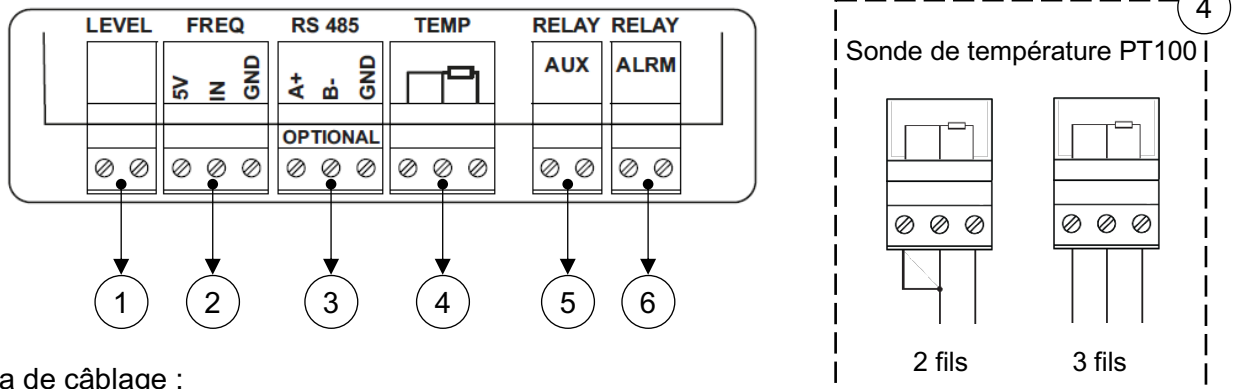 LEVEL FREQ RS 485 TEMP RELAY RELAY
AUX ALRM
5V IN GND A+ B- GND
OPTIONAL
1 2 3 4 5 6
4
Sonde de température PT100
2 fils 3 fils
a de câblage :